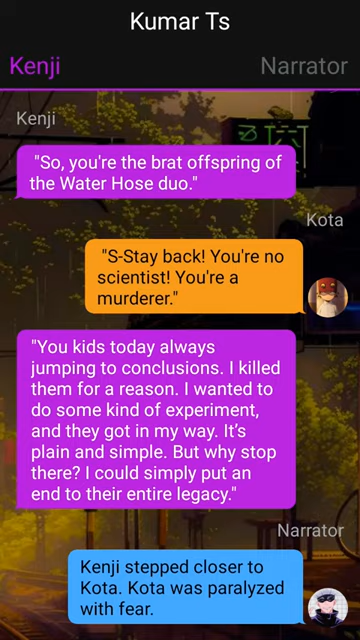 Kumar Ts
Kenji
Narrator
Kenji
"So, you're the brat offspring of
the Water Hose duo."
Kota
"S-Stay back! You're no
scientist! You're a
murderer."
"You kids today always
jumping to conclusions. I killed
them for a reason. I wanted to
do some kind of experiment,
and they got in my way. It's
plain and simple. But why stop
there? I could simply put an
end to their entire legacy."
Narrator
Kenji stepped closer to
Kota. Kota was paralyzed
with fear.